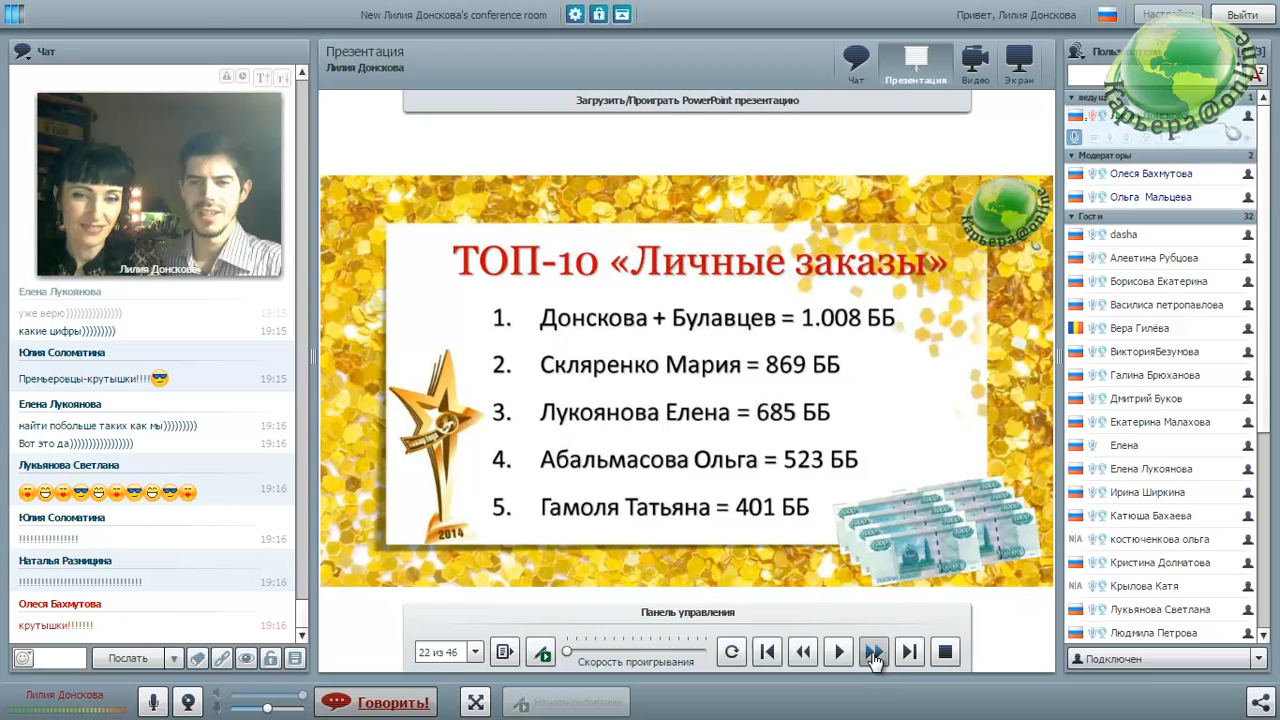 New Лилия Донскова's conference room
Привет, Лилия Донскова
Настройки
Выйти
Чат
Лилия Донскова
Елена Лукоянова
уже верю)))))))))))))))) 19:15
какие цифры))))))))) 19:15
Юлия Соломатина
Премьеровцы-крутышки!!!! 19:15
Елена Лукоянова
найти побольше таких как мы))))))))) 19:16
Вот это да))))))))))))))))) 19:16
Лукьянова Светлана
19:16
Юлия Соломатина
!!!!!!!!!!!!!!!! 19:16
Наталья Разницина
!!!!!!!!!!!!!!!!!!!!!!!!!!!!!!!!! 19:16
Олеся Бахмутова
крутышки!!!!!!! 19:16
Послать
Презентация
Лилия Донскова
Чат
Презентация
Видео
Экран
Загрузить/Проиграть PowerPoint презентацию
Карьера@online
ТОП-10 «Личные заказы»
1. Донскова + Булавцев = 1.008 ББ
2. Скляренко Мария = 869 ББ
3. Лукоянова Елена = 685 ББ
4. Абальмасова Ольга = 523 ББ
5. Гамоля Татьяна = 401 ББ
2014
Панель управления
22 из 46
Скорость проигрывания
Карьера@online
Модераторы 2
Олеся Бахмутова
Ольга Мальцева
Гости 32
dasha
Алевтина Рубцова
Борисова Екатерина
Василиса петропавлова
Вера Гилёва
ВикторияБезумова
Галина Брюханова
Дмитрий Буков
Екатерина Малахова
Елена
Елена Лукоянова
Ирина Ширкина
Катюша Бахаева
N/A костюченкова ольга
Кристина Долматова
N/A Крылова Катя
Лукьянова Светлана
Людмила Петрова
Подключен
Лилия Донскова
Говорить!